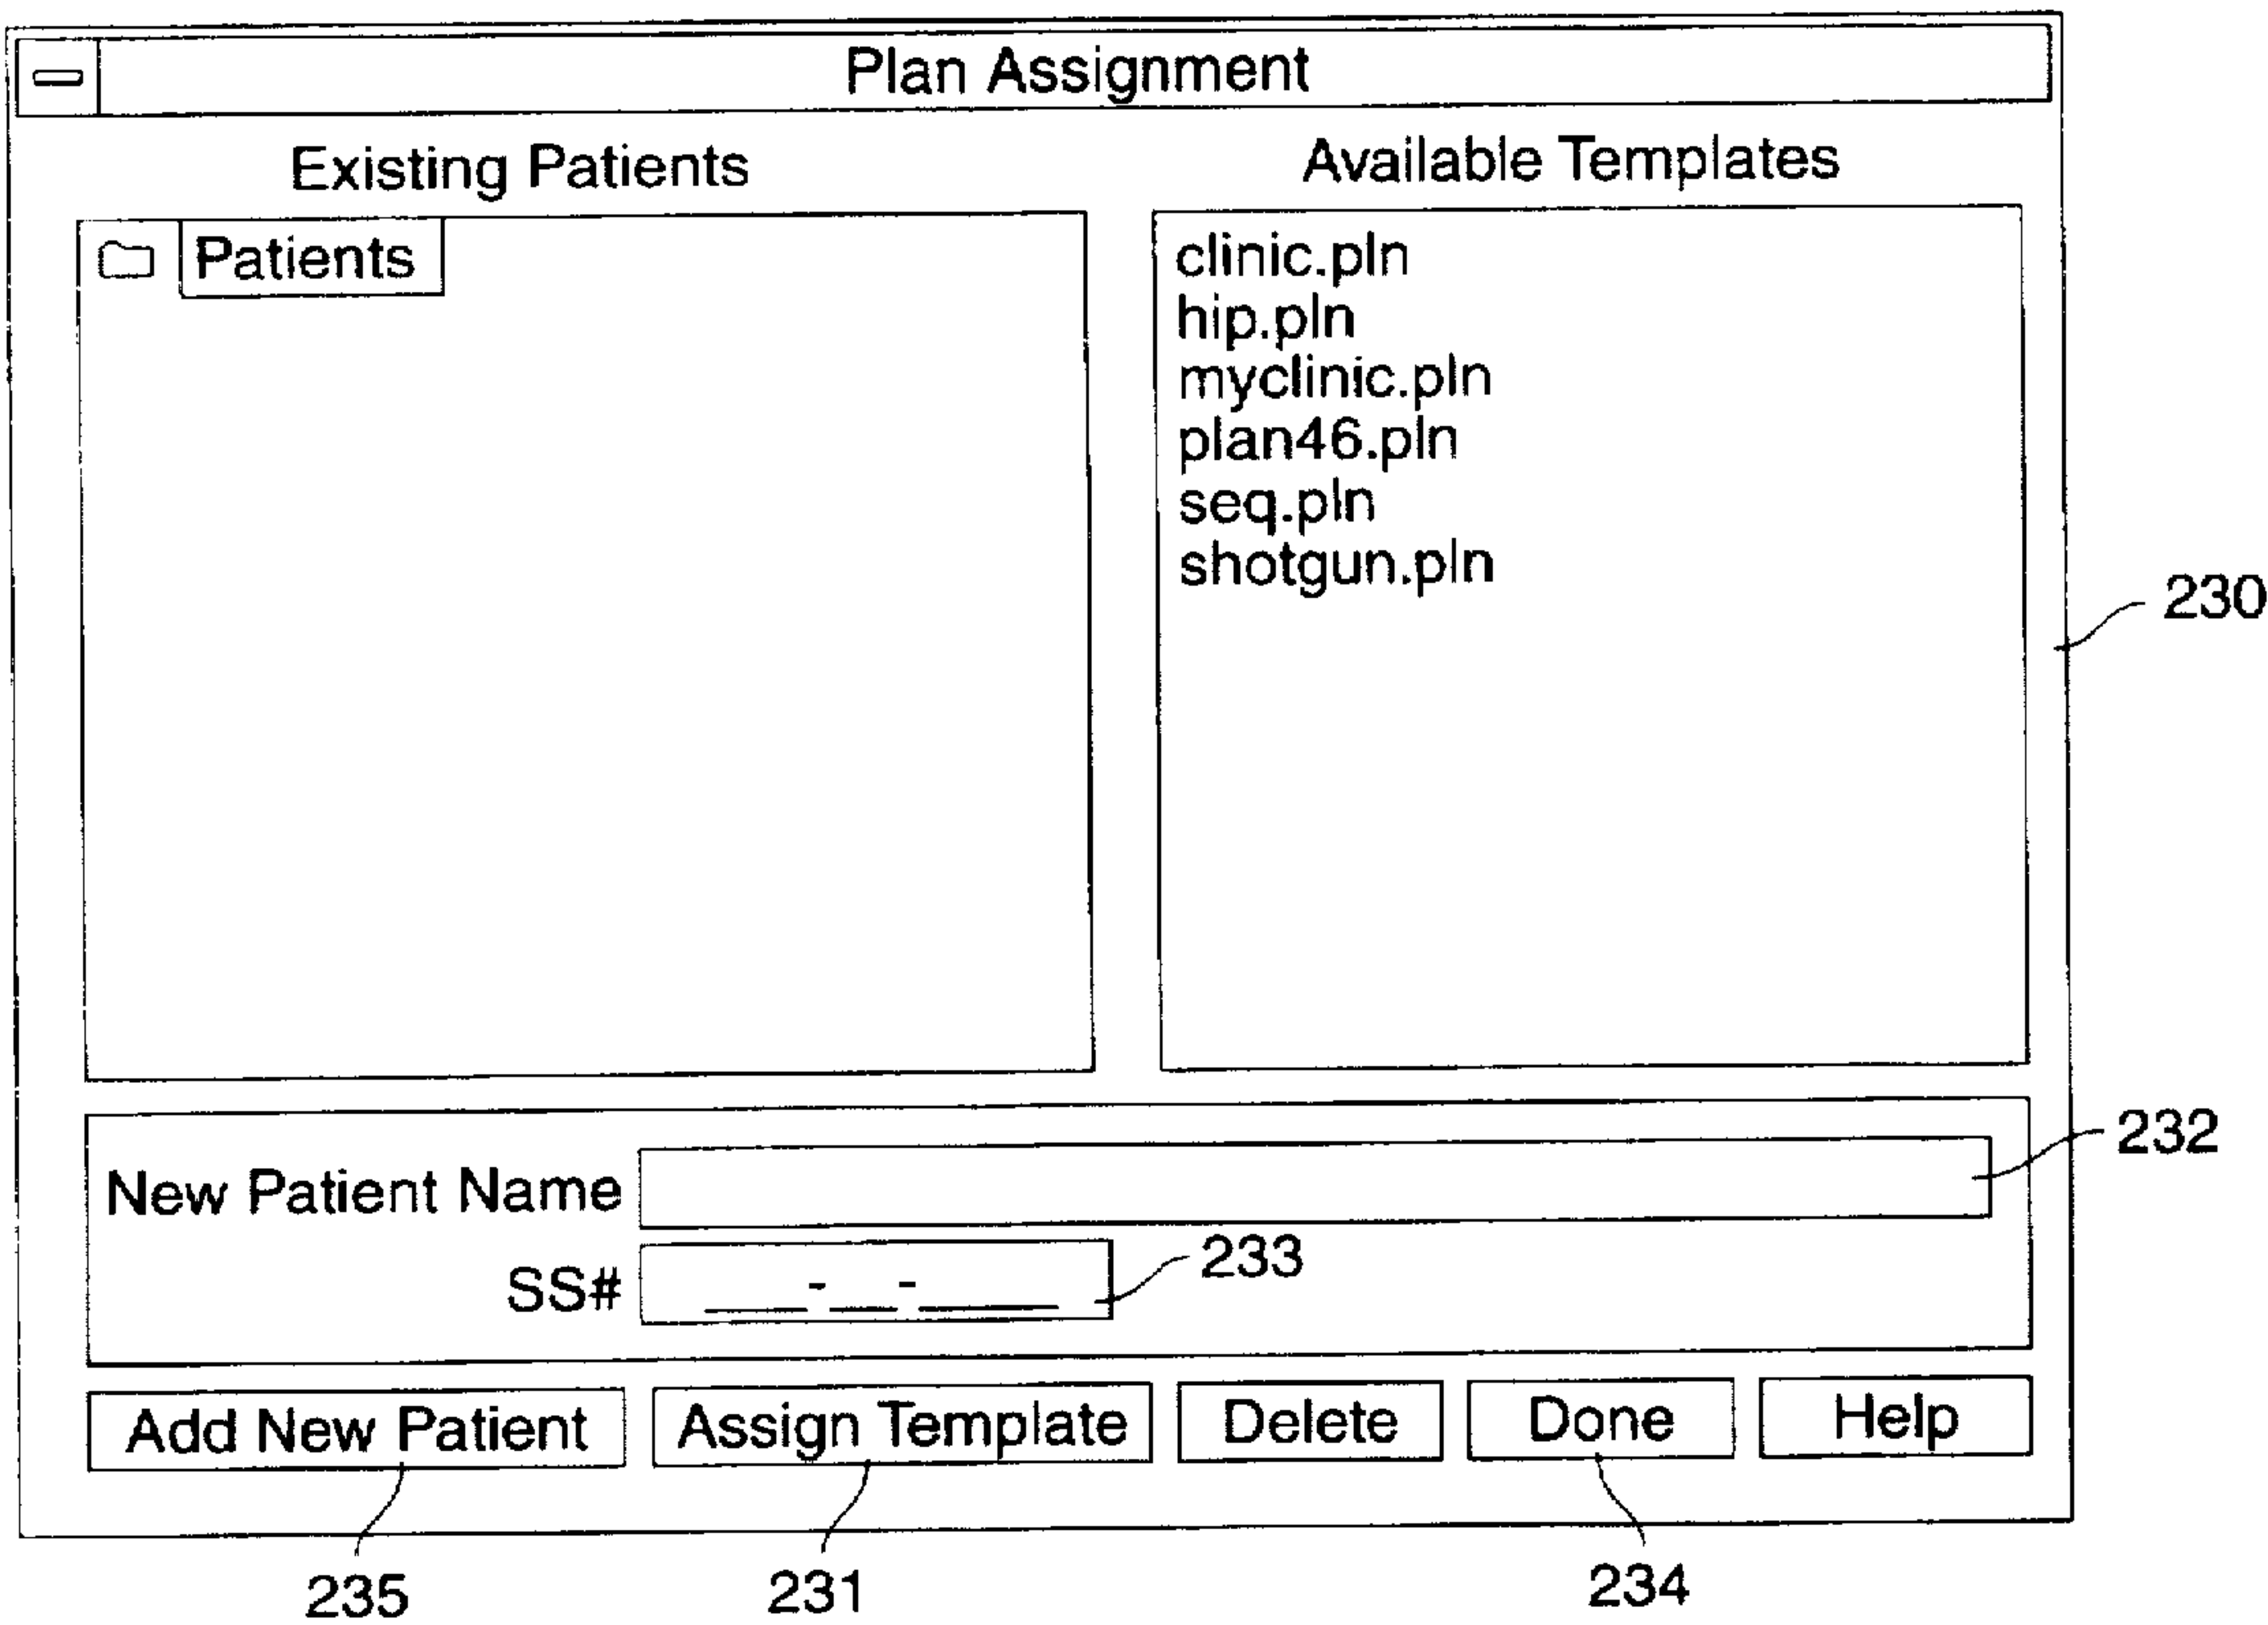 Plan Assignment
Existing Patients
Available Templates
Patients
clinic.pln
hip.pln
myclinic.pln
plan46.pln
seq.pln
shotgun.pln
230
232
New Patient Name
233
SS# ___-__-____
Add New Patient
Assign Template
Delete
Done
Help
235
231
234